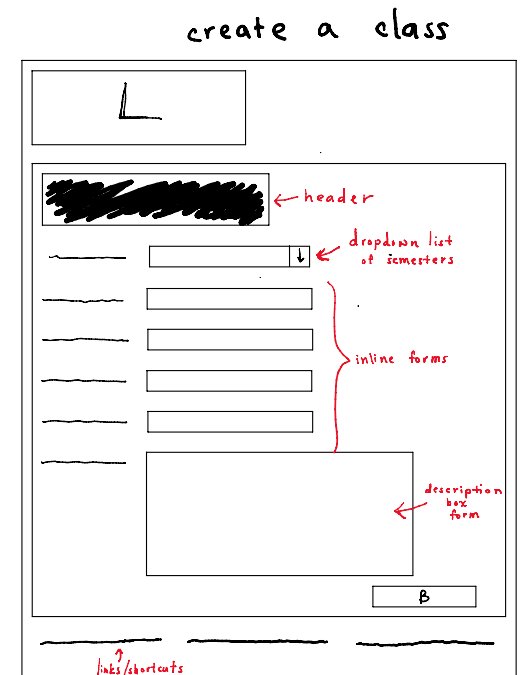 create a class
L
header
dropdown list
of semesters
inline forms
description
box
form
B
links/shortcuts